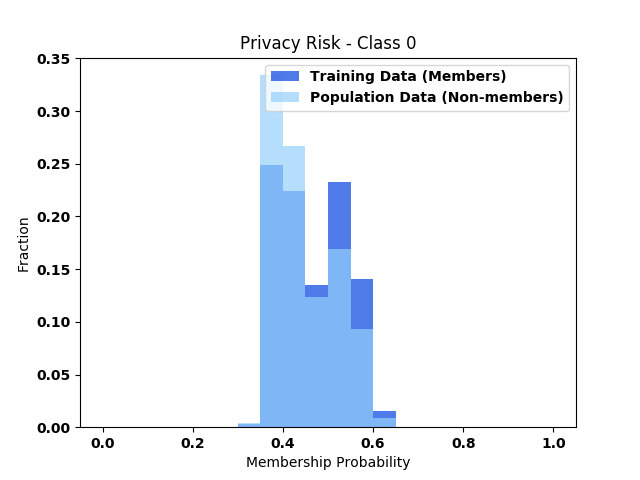 Privacy Risk - Class 0
Training Data (Members)
Population Data (Non-members)
0.35
0.30
0.25
0.20
0.15
0.10
0.05
0.00
Fraction
0.0 0.2 0.4 0.6 0.8 1.0
Membership Probability